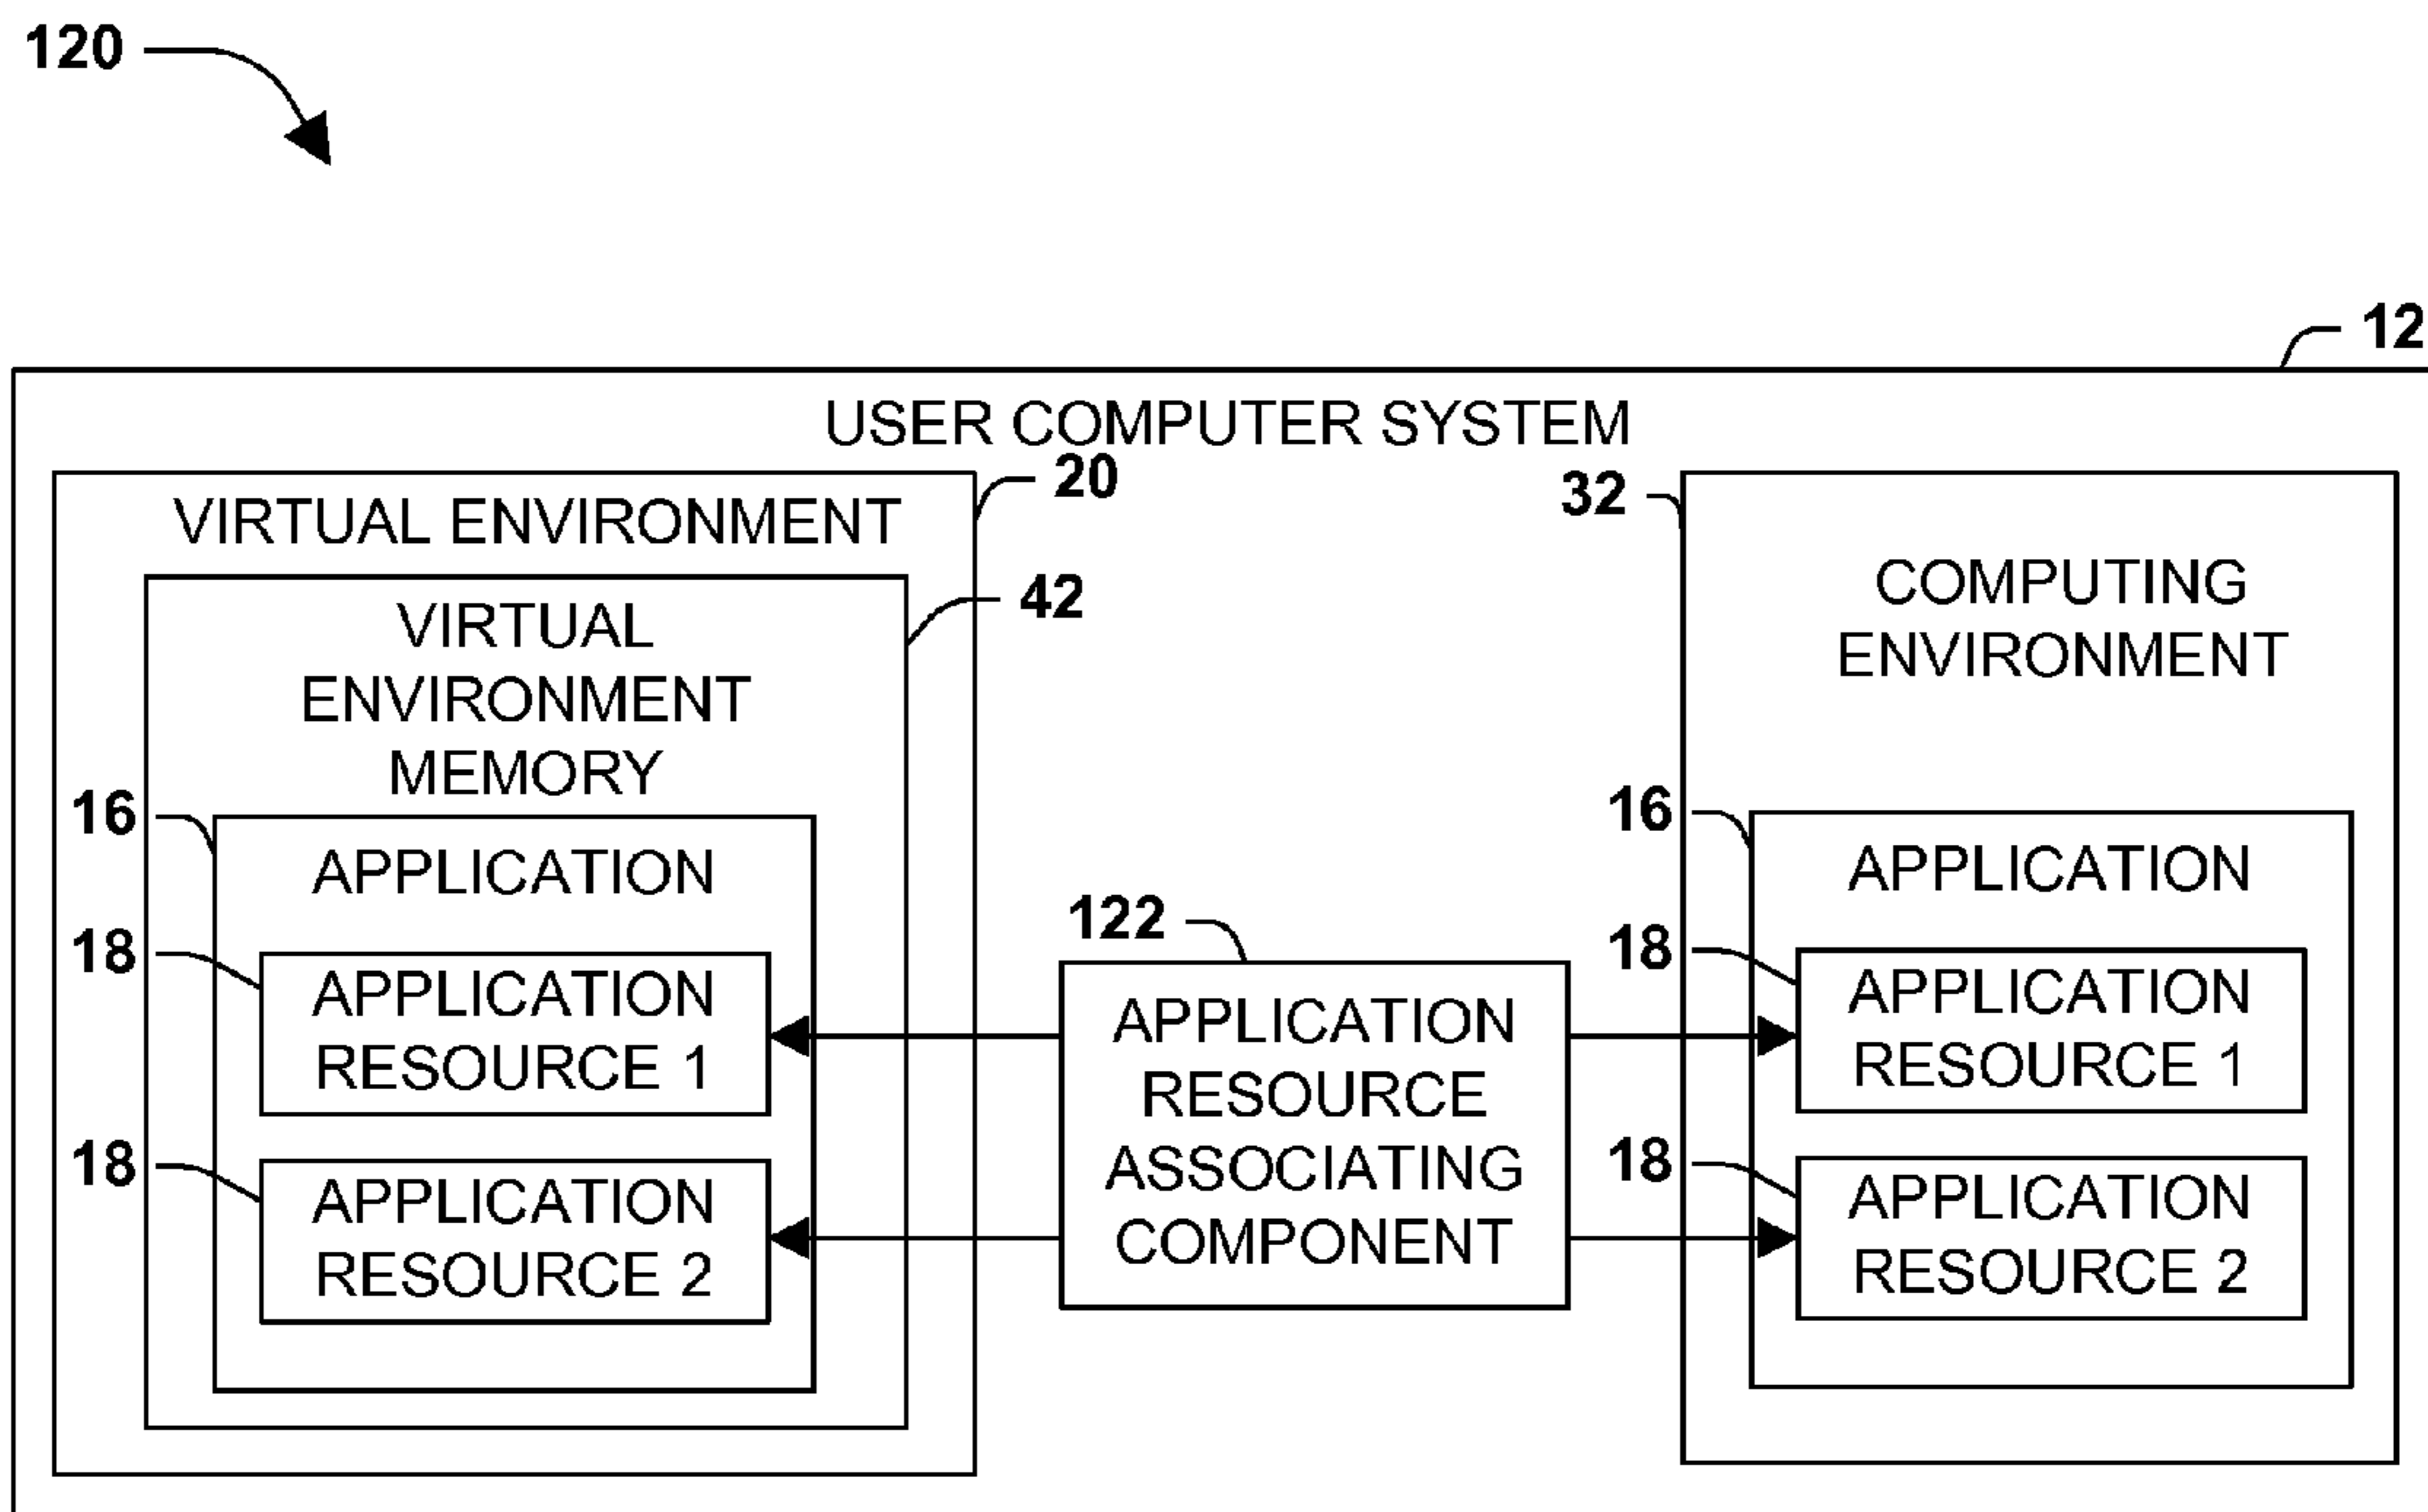 120
12
USER COMPUTER SYSTEM
20
VIRTUAL ENVIRONMENT
42
VIRTUAL
ENVIRONMENT
MEMORY
16
APPLICATION
18
APPLICATION
RESOURCE 1
18
APPLICATION
RESOURCE 2
122
APPLICATION
RESOURCE
ASSOCIATING
COMPONENT
32
COMPUTING
ENVIRONMENT
16
APPLICATION
18
APPLICATION
RESOURCE 1
18
APPLICATION
RESOURCE 2